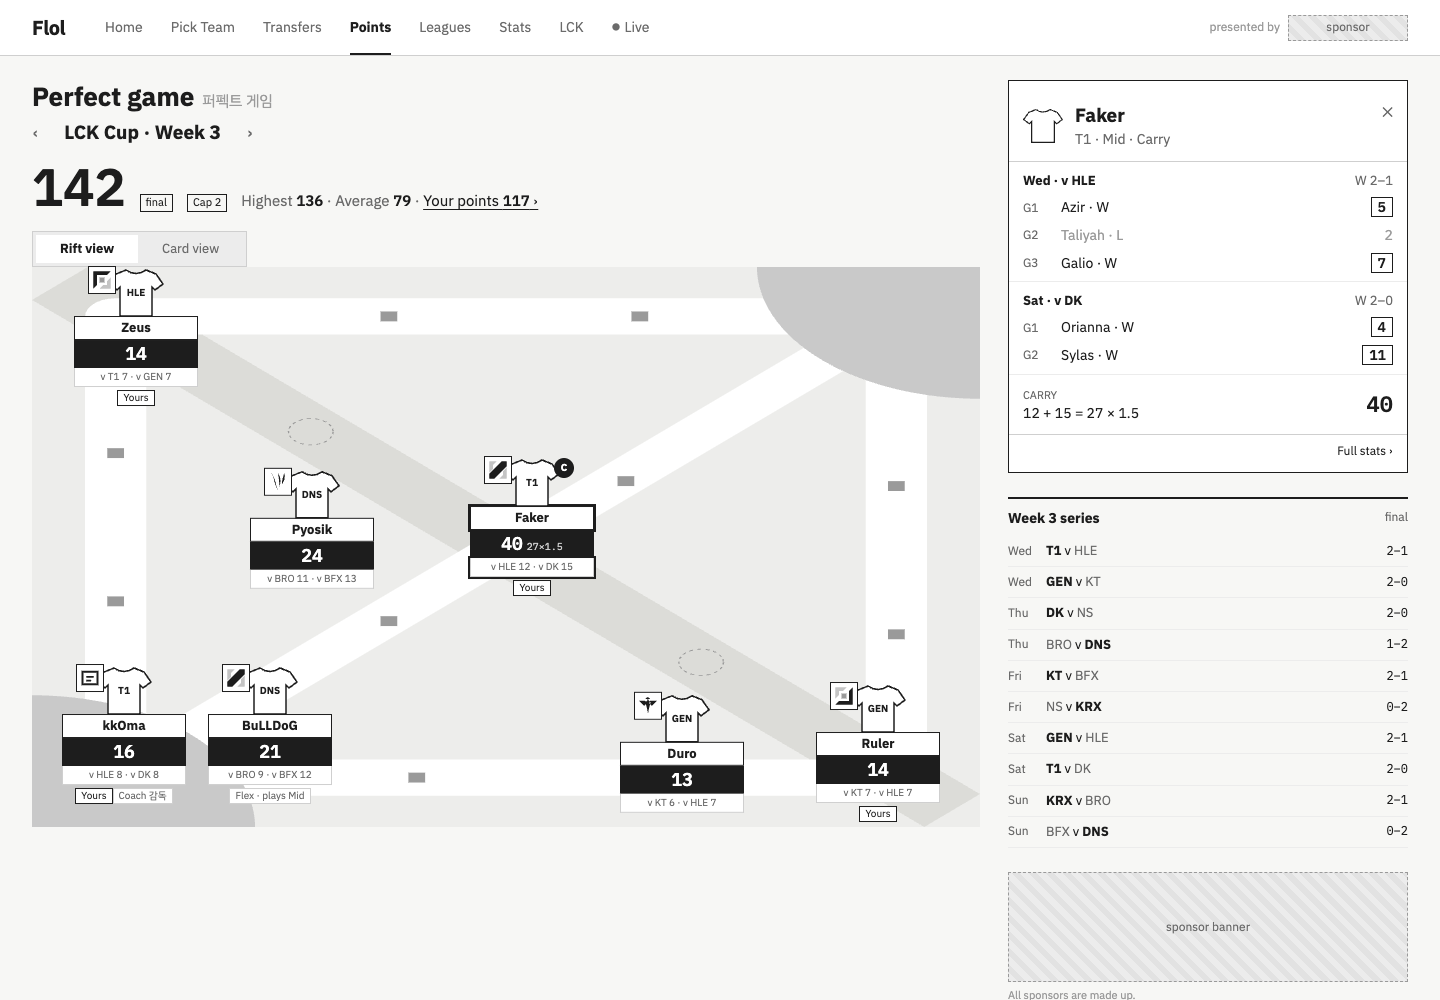 Flol
Home Pick Team Transfers Points Leagues Stats LCK Live
presented by sponsor
Perfect game 퍼펙트 게임
‹ LCK Cup · Week 3 ›
142 final Cap 2 Highest 136 · Average 79 · Your points 117 ›
Rift view Card view
HLE
Zeus
14
v T1 7 · v GEN 7
Yours
DNS
Pyosik
24
v BRO 11 · v BFX 13
T1 C
Faker
40 27×1.5
v HLE 12 · v DK 15
Yours
T1
kkOma
16
v HLE 8 · v DK 8
Yours Coach 감독
DNS
BuLLDoG
21
v BRO 9 · v BFX 12
Flex · plays Mid
GEN
Duro
13
v KT 6 · v HLE 7
GEN
Ruler
14
v KT 7 · v HLE 7
Yours
Faker ×
T1 · Mid · Carry
Wed · v HLE W 2–1
G1 Azir · W 5
G2 Taliyah · L 2
G3 Galio · W 7
Sat · v DK W 2–0
G1 Orianna · W 4
G2 Sylas · W 11
CARRY
12 + 15 = 27 × 1.5 40
Full stats ›
Week 3 series final
Wed T1 v HLE 2–1
Wed GEN v KT 2–0
Thu DK v NS 2–0
Thu BRO v DNS 1–2
Fri KT v BFX 2–1
Fri NS v KRX 0–2
Sat GEN v HLE 2–1
Sat T1 v DK 2–0
Sun KRX v BRO 2–1
Sun BFX v DNS 0–2
sponsor banner
All sponsors are made up.